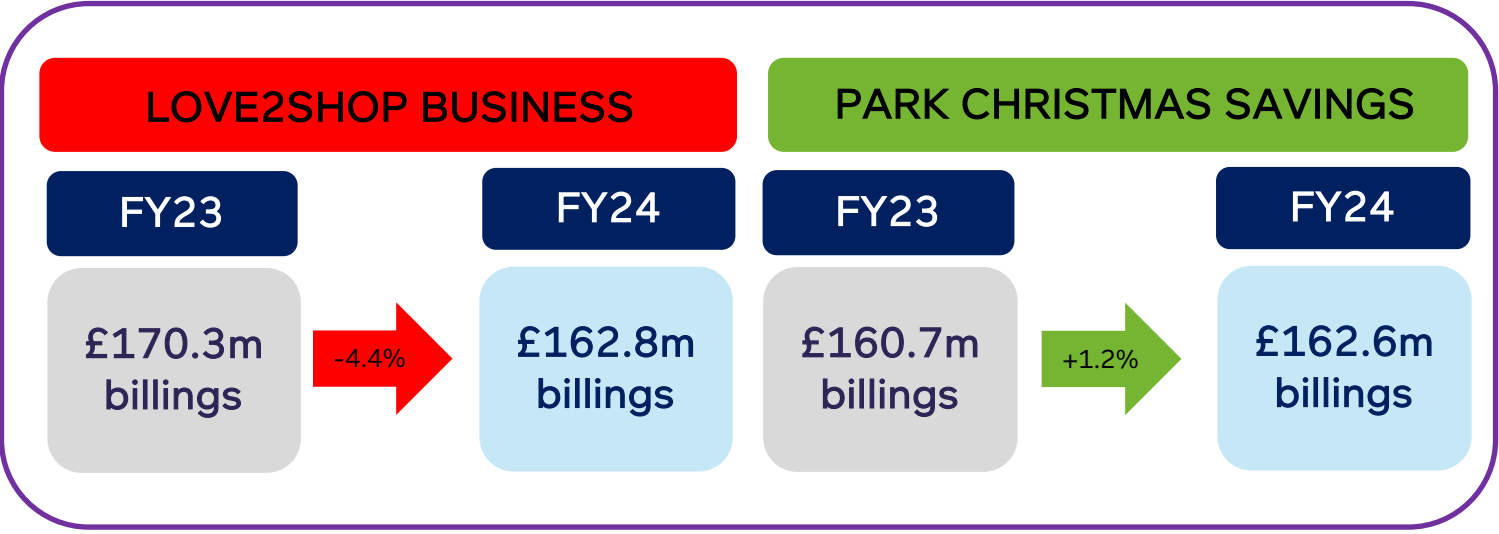 LOVE2SHOP BUSINESS
PARK CHRISTMAS SAVINGS
FY23
FY24
FY23
FY24
£170.3m
billings
-4.4%
£162.8m
billings
£160.7m
billings
+1.2%
£162.6m
billings